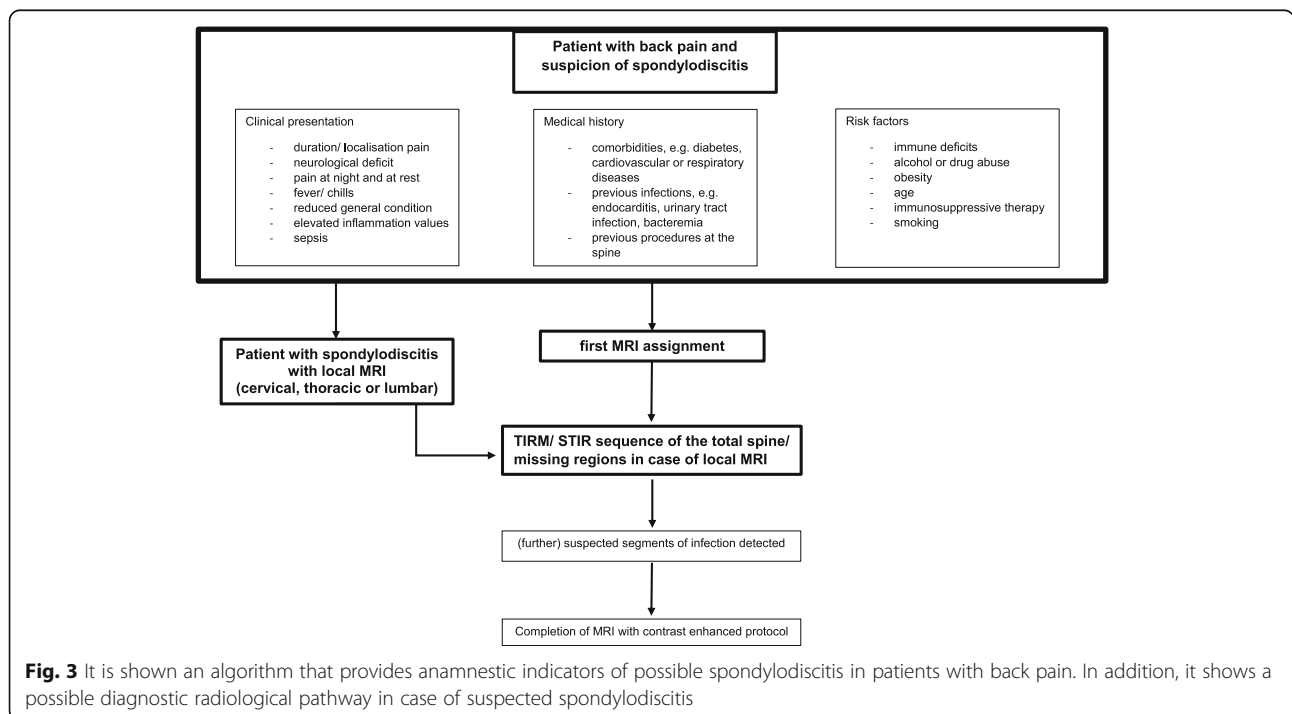 Patient with back pain and
suspicion of spondylodiscitis
Clinical presentation
- duration/ localisation pain
- neurological deficit
- pain at night and at rest
- fever/ chills
- reduced general condition
- elevated inflammation values
- sepsis
Medical history
- comorbidities, e.g. diabetes,
cardiovascular or respiratory
diseases
- previous infections, e.g.
endocarditis, urinary tract
infection, bacteremia
- previous procedures at the
spine
Risk factors
- immune deficits
- alcohol or drug abuse
- obesity
- age
- immunosuppressive therapy
- smoking
Patient with spondylodiscitis
with local MRI
(cervical, thoracic or lumbar)
first MRI assignment
TIRM/ STIR sequence of the total spine/
missing regions in case of local MRI
(further) suspected segments of infection detected
Completion of MRI with contrast enhanced protocol
Fig. 3 It is shown an algorithm that provides anamnestic indicators of possible spondylodiscitis in patients with back pain. In addition, it shows a
possible diagnostic radiological pathway in case of suspected spondylodiscitis